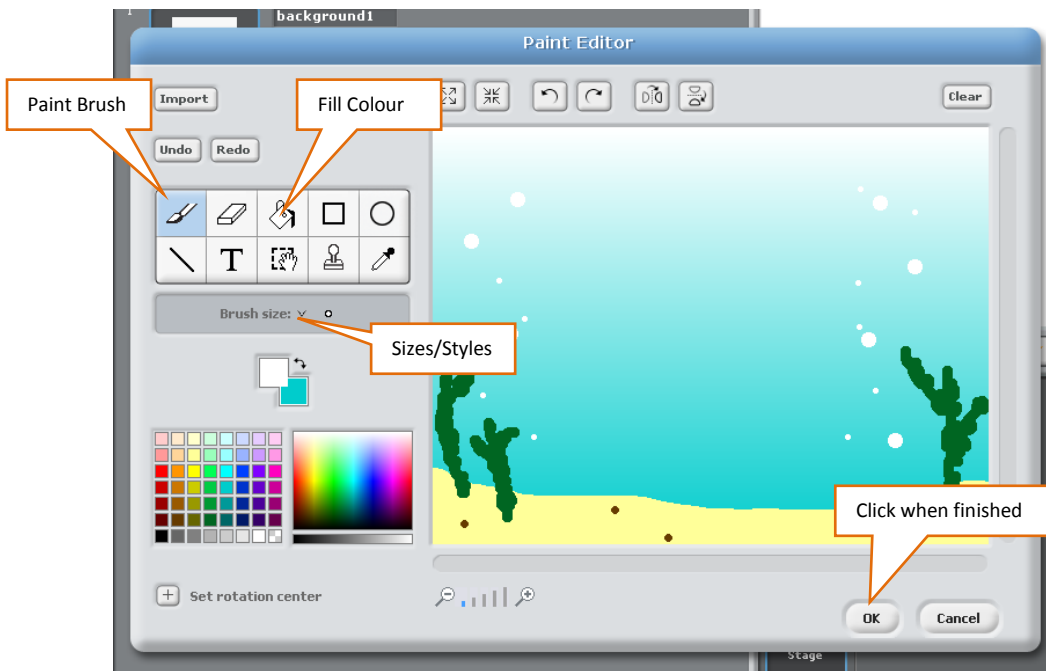 1
background1
Paint Editor
Paint Brush
Import
Fill Colour
Clear
Undo
Redo
T
Brush size:
Sizes/Styles
Click when finished
Set rotation center
OK
Cancel
Stage